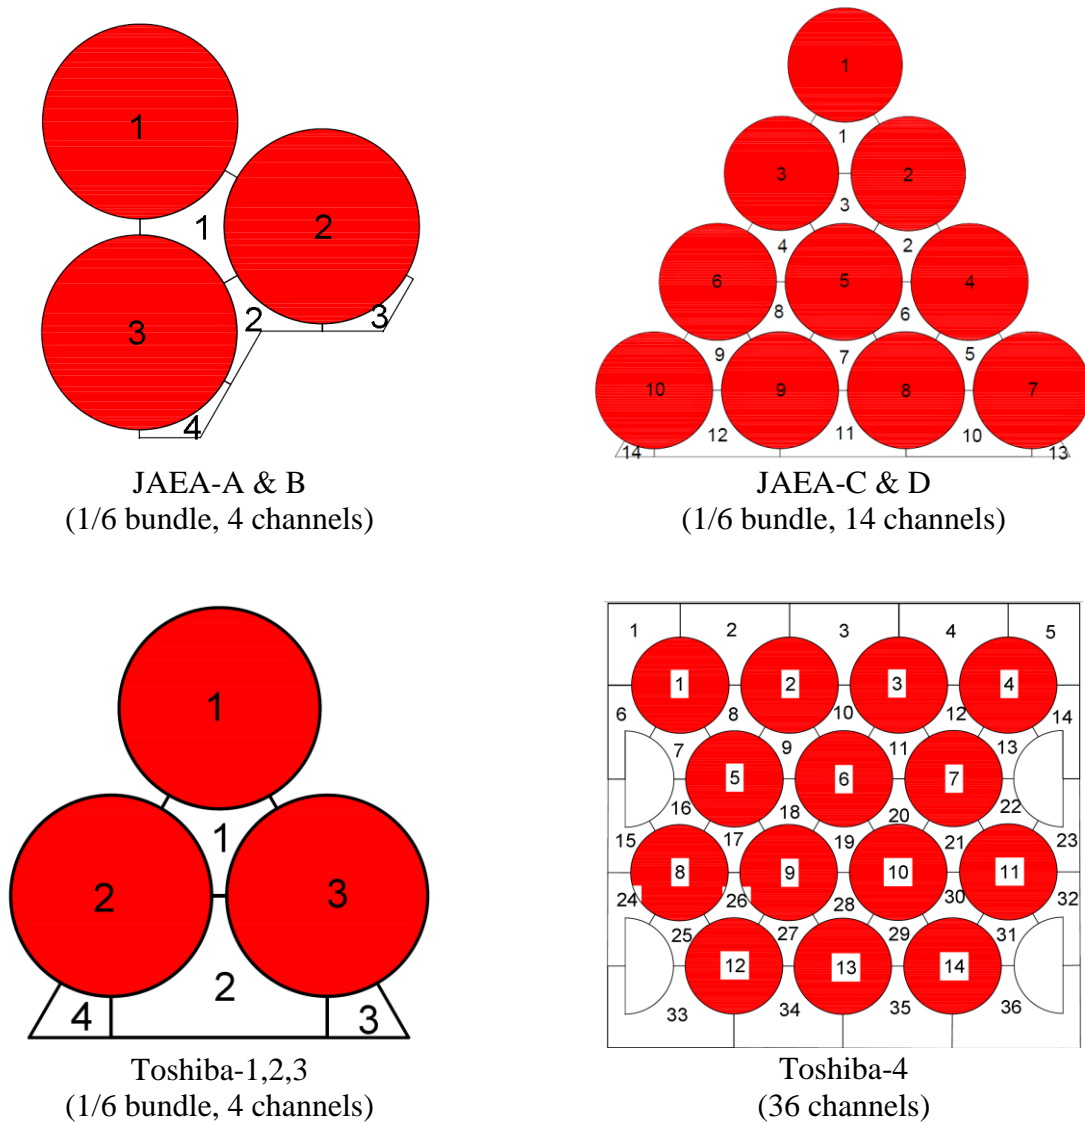 1
1
2
3
2
3
4
JAEA-A & B
(1/6 bundle, 4 channels)
1
1
3
2
3
4
2
6
5
4
8
6
9
7
5
10
9
8
7
12
11
10
14
13
JAEA-C & D
(1/6 bundle, 14 channels)
1
1
2
3
2
4
3
Toshiba-1,2,3
(1/6 bundle, 4 channels)
1 2 3 4 5
1 2 3 4
6 8 10 12 14
7 9 11 13
5 6 7
16 18 20 22
15 17 19 21 23
8 9 10 11
24 26 28 30 32
25 27 29 31
12 13 14
33 34 35 36
Toshiba-4
(36 channels)